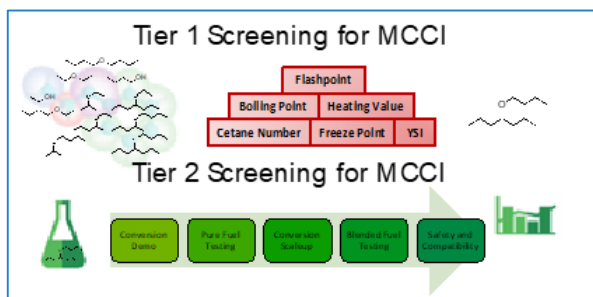 Tier 1 Screening for MCCI
Flashpoint
Boiling Point Heating Value
Cetane Number Freeze Point YSI
Tier 2 Screening for MCCI
Conversion Demo
Pure Fuel Testing
Conversion Scaleup
Blended Fuel Testing
Safety and Compatibility